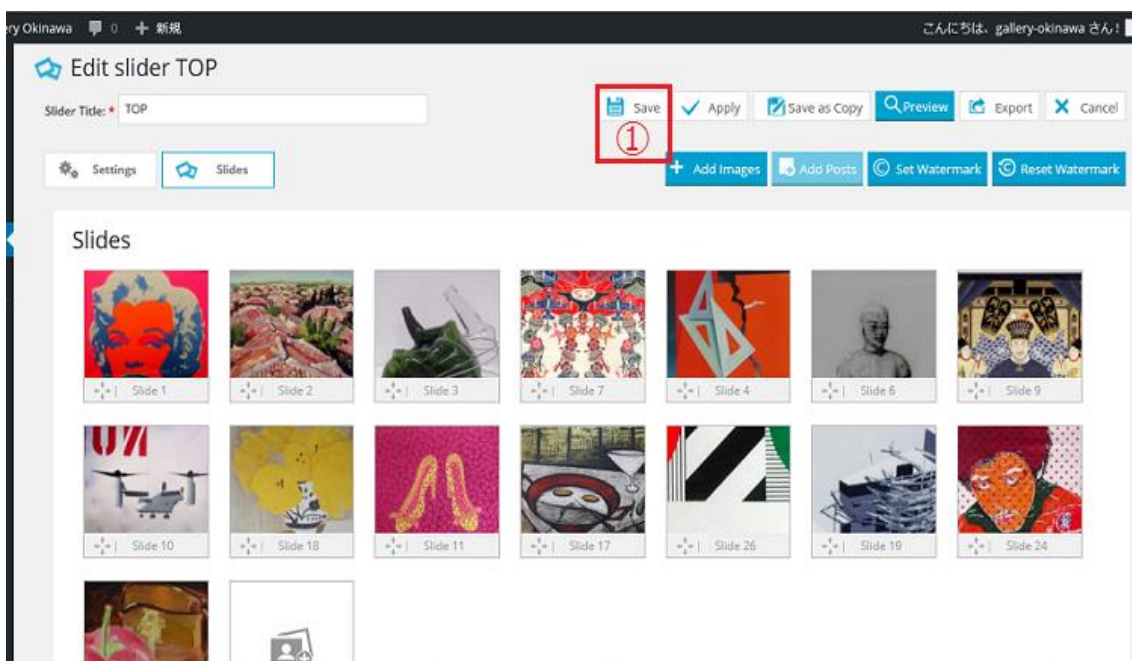 ry Okinawa 0 + 新規 こんにちは、gallery-okinawa さん!
Edit slider TOP
Slider Title: * TOP
Save Apply Save as Copy Preview Export Cancel
①
Settings Slides
+ Add Images Add Posts © Set Watermark Reset Watermark
Slides
Slide 1 Slide 2 Slide 3 Slide 7 Slide 4 Slide 6 Slide 9
Slide 10 Slide 18 Slide 11 Slide 17 Slide 26 Slide 19 Slide 24